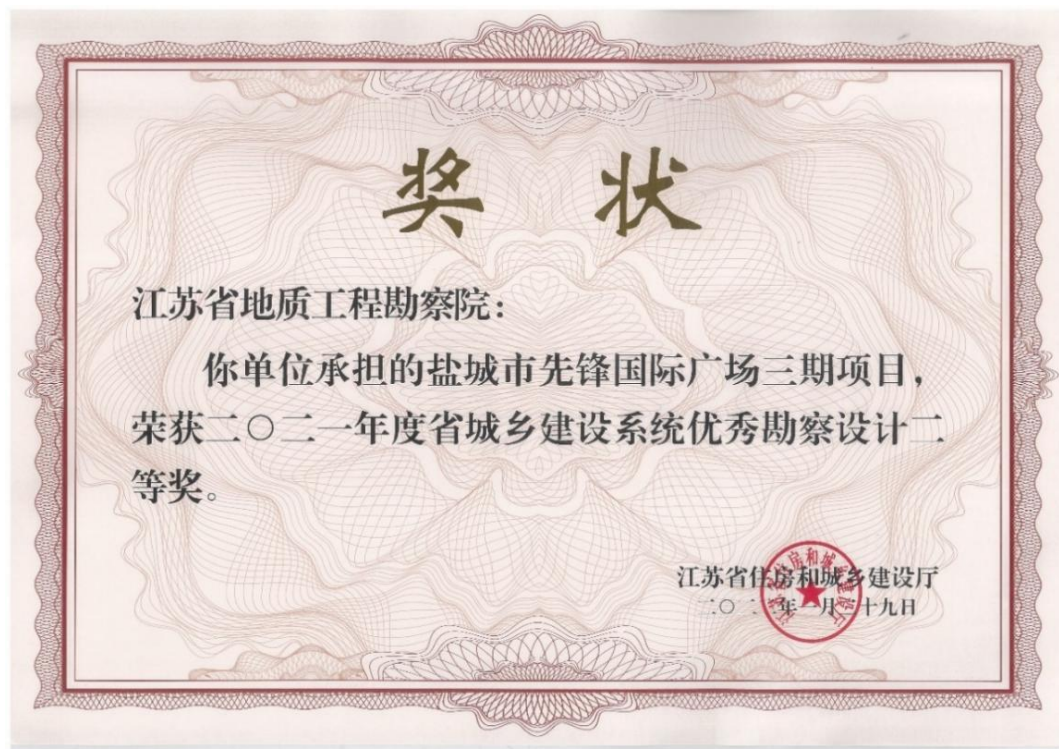 奖 状
江苏省地质工程勘察院：
你单位承担的盐城市先锋国际广场三期项目，
荣获二〇二一年度省城乡建设系统优秀勘察设计二
等奖。
江苏省住房和城乡建设厅
二〇二 年一月 十九日